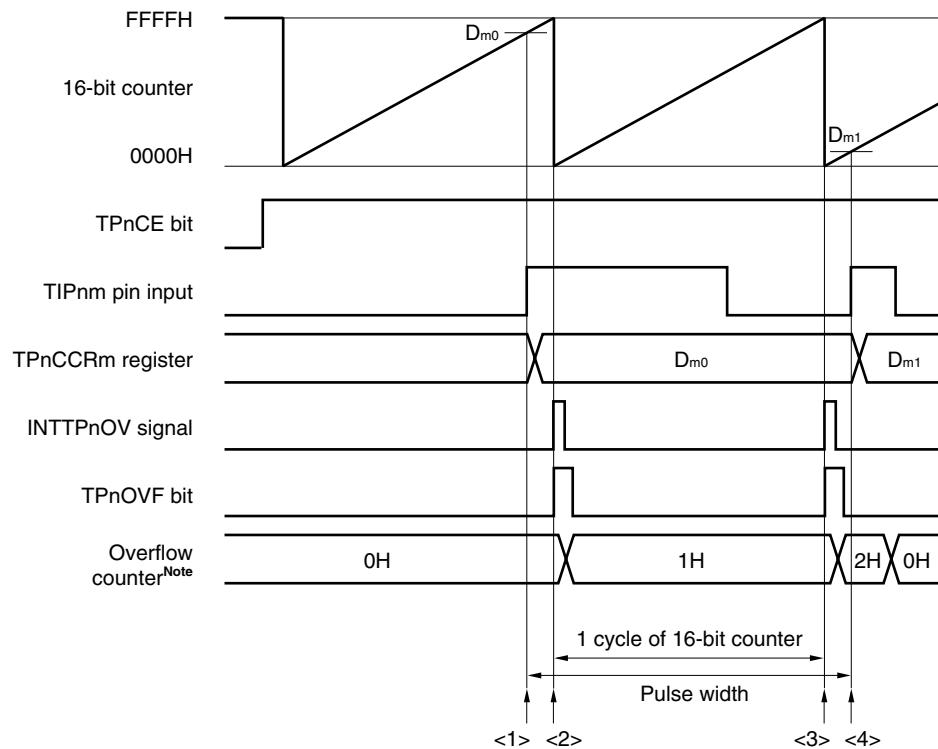 FFFFH
Dm0
16-bit counter
0000H
Dm1
TPnCE bit
TIPnm pin input
TPnCCRm register
Dm0
Dm1
INTTPnOV signal
TPnOVF bit
Overflow
counterNote
0H
1H
2H
0H
1 cycle of 16-bit counter
Pulse width
<1> <2> <3> <4>